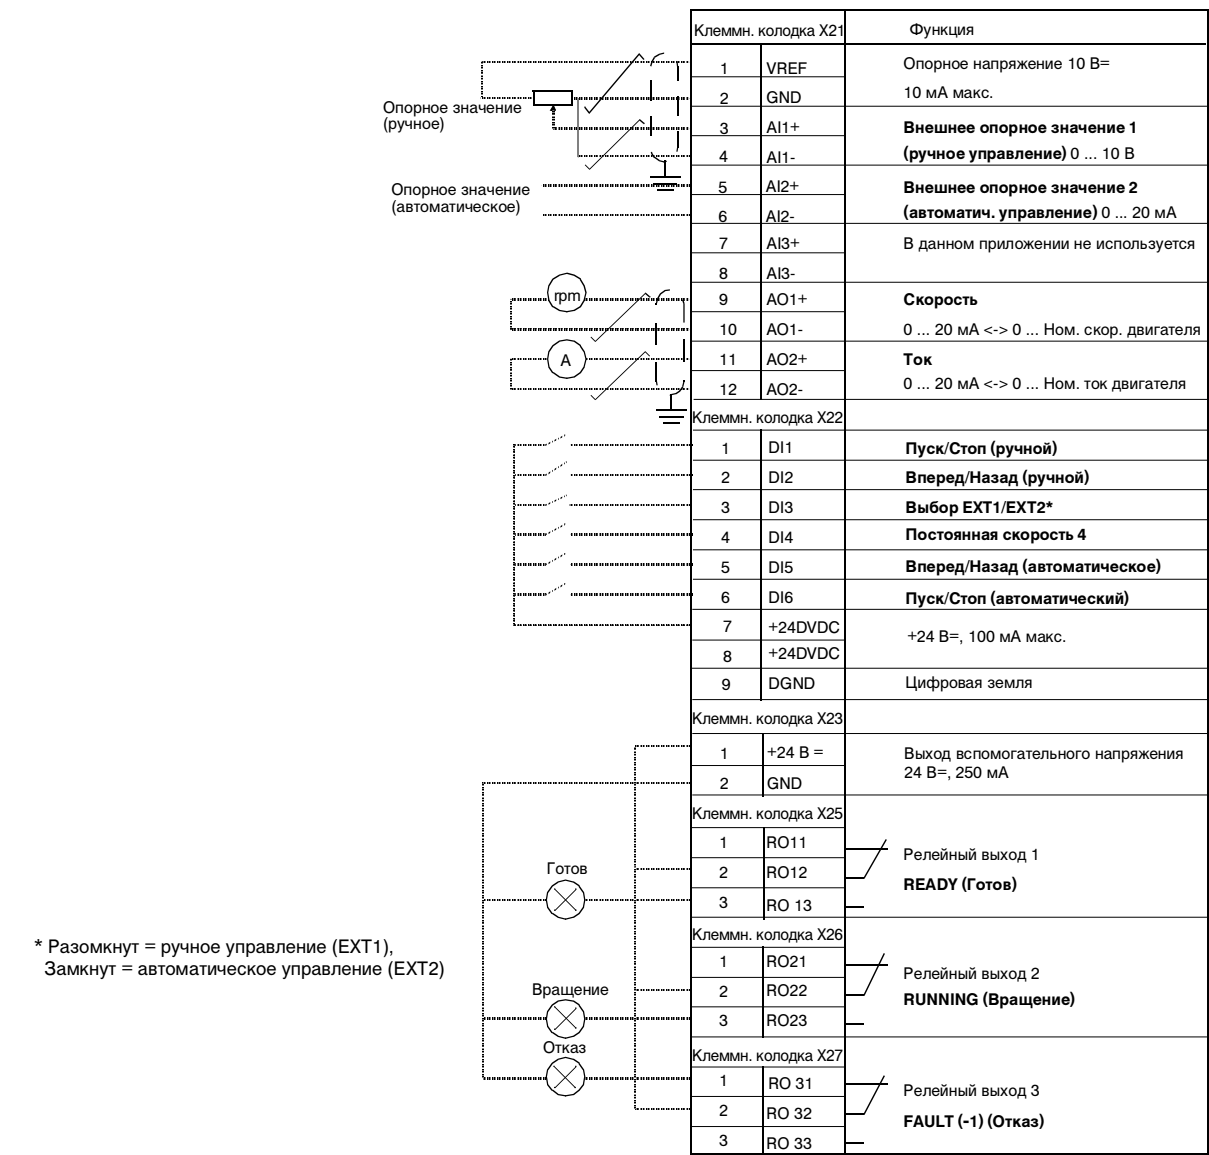 Клеммн. колодка X21 Функция
1 VREF Опорное напряжение 10 В=
2 GND 10 мА макс.
Опорное значение
(ручное)
3 AI1+ Внешнее опорное значение 1
4 AI1- (ручное управление) 0 ... 10 В
Опорное значение
(автоматическое)
5 AI2+ Внешнее опорное значение 2
6 AI2- (автоматич. управление) 0 ... 20 мА
7 AI3+ В данном приложении не используется
8 AI3-
rpm
9 AO1+ Скорость
10 AO1- 0 ... 20 мА <-> 0 ... Ном. скор. двигателя
A
11 AO2+ Ток
12 AO2- 0 ... 20 мА <-> 0 ... Ном. ток двигателя
Клеммн. колодка X22
1 DI1 Пуск/Стоп (ручной)
2 DI2 Вперед/Назад (ручной)
3 DI3 Выбор EXT1/EXT2*
4 DI4 Постоянная скорость 4
5 DI5 Вперед/Назад (автоматическое)
6 DI6 Пуск/Стоп (автоматический)
7 +24DVDC +24 В=, 100 мА макс.
8 +24DVDC
9 DGND Цифровая земля
Клеммн. колодка X23
1 +24 В = Выход вспомогательного напряжения
2 GND 24 В=, 250 мА
Клеммн. колодка X25
1 RO11 Релейный выход 1
2 RO12 READY (Готов)
Готов
3 RO 13
* Разомкнут = ручное управление (EXT1),
Замкнут = автоматическое управление (EXT2)
Клеммн. колодка X26
1 RO21 Релейный выход 2
2 RO22 RUNNING (Вращение)
Вращение
3 RO23
Отказ
Клеммн. колодка X27
1 RO 31 Релейный выход 3
2 RO 32 FAULT (-1) (Отказ)
3 RO 33